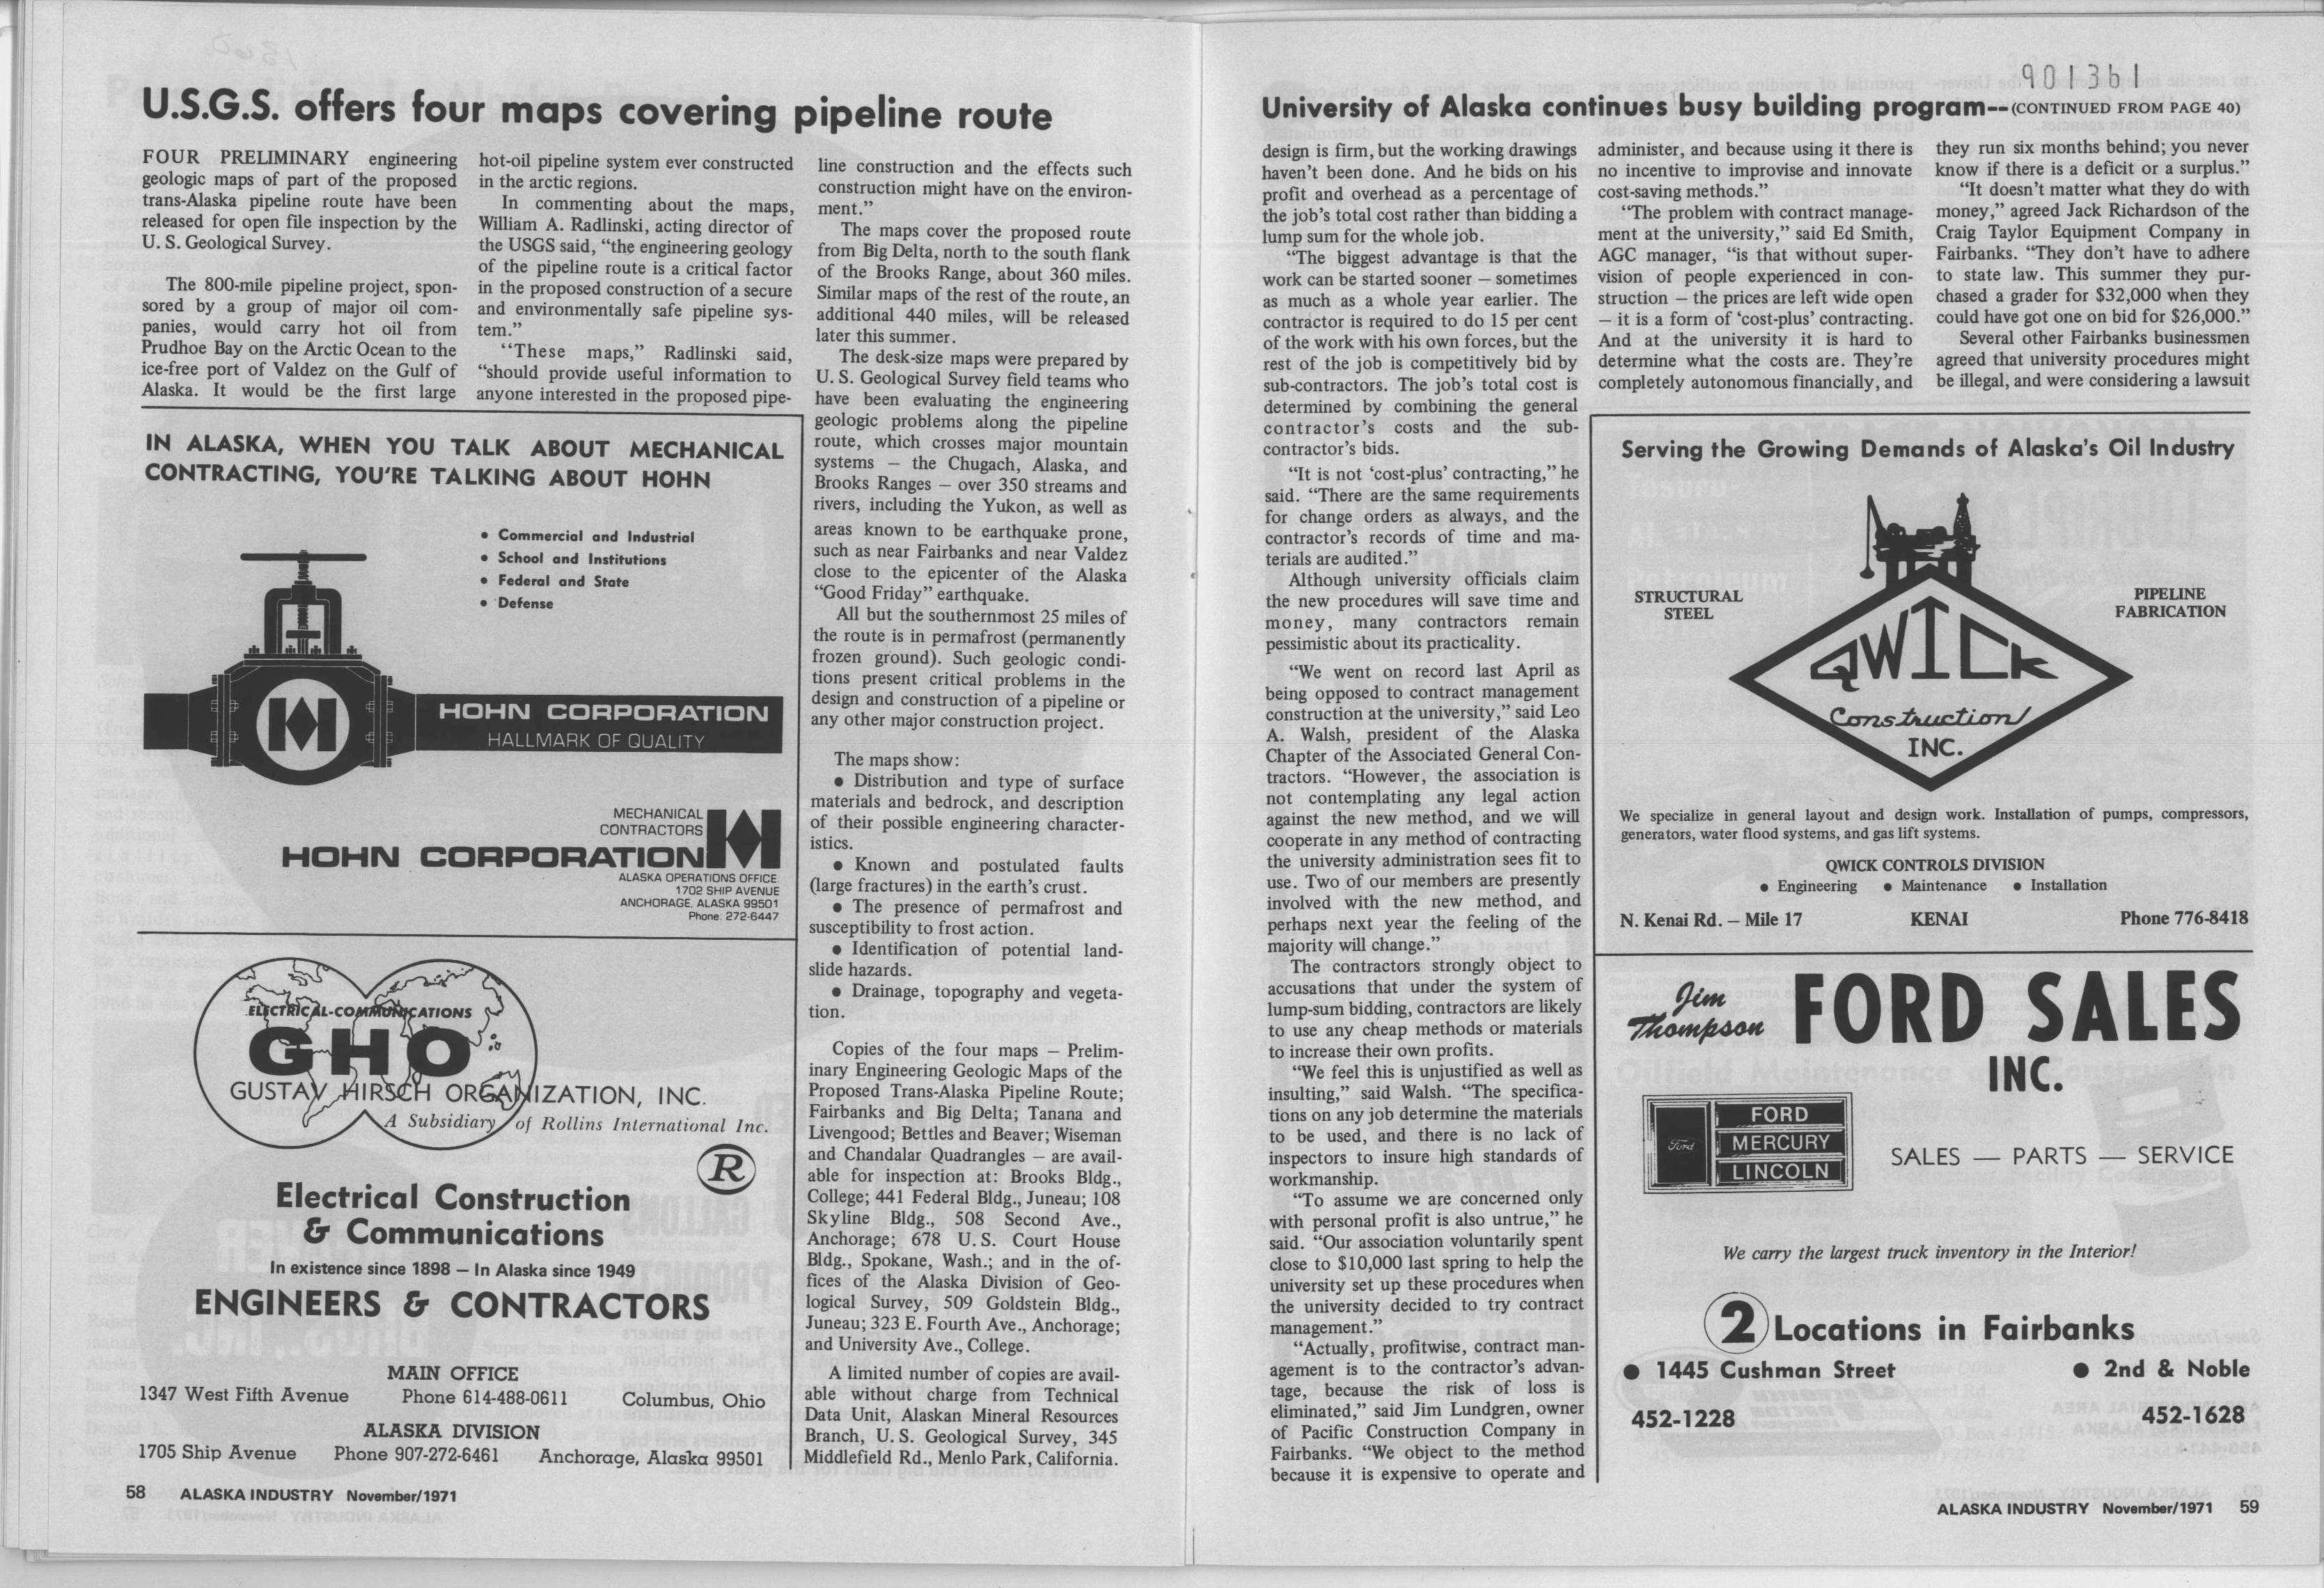 U.S.G.S. offers four maps covering pipeline route
FOUR PRELIMINARY engineering
geologic maps of part of the proposed
trans-Alaska pipeline route have been
released for open file inspection by the
U. S. Geological Survey.
The 800-mile pipeline project, spon-
sored by a group of major oil com-
panies, would carry hot oil from
Prudhoe Bay on the Arctic Ocean to the
ice-free port of Valdez on the Gulf of
Alaska. It would be the first large
hot-oil pipeline system ever constructed
in the arctic regions.
In commenting about the maps,
William A. Radlinski, acting director of
the USGS said, “the engineering geology
of the pipeline route is a critical factor
in the proposed construction of a secure
and environmentally safe pipeline sys-
tem.”
“These maps,” Radlinski said,
“should provide useful information to
anyone interested in the proposed pipe-
line construction and the effects such
construction might have on the environ-
ment.”
The maps cover the proposed route
from Big Delta, north to the south flank
of the Brooks Range, about 360 miles.
Similar maps of the rest of the route, an
additional 440 miles, will be released
later this summer.
The desk-size maps were prepared by
U. S. Geological Survey field teams who
have been evaluating the engineering
geologic problems along the pipeline
route, which crosses major mountain
systems — the Chugach, Alaska, and
Brooks Ranges — over 350 streams and
rivers, including the Yukon, as well as
areas known to be earthquake prone,
such as near Fairbanks and near Valdez
close to the epicenter of the Alaska
“Good Friday” earthquake.
All but the southernmost 25 miles of
the route is in permafrost (permanently
frozen ground). Such geologic condi-
tions present critical problems in the
design and construction of a pipeline or
any other major construction project.
The maps show:
● Distribution and type of surface
materials and bedrock, and description
of their possible engineering character-
istics.
● Known and postulated faults
(large fractures) in the earth’s crust.
● The presence of permafrost and
susceptibility to frost action.
● Identification of potential land-
slide hazards.
● Drainage, topography and vegeta-
tion.
Copies of the four maps — Prelim-
inary Engineering Geologic Maps of the
Proposed Trans-Alaska Pipeline Route;
Fairbanks and Big Delta; Tanana and
Livengood; Bettles and Beaver; Wiseman
and Chandalar Quadrangles — are avail-
able for inspection at: Brooks Bldg.,
College; 441 Federal Bldg., Juneau; 108
Skyline Bldg., 508 Second Ave.,
Anchorage; 678 U. S. Court House
Bldg., Spokane, Wash.; and in the of-
fices of the Alaska Division of Geo-
logical Survey, 509 Goldstein Bldg.,
Juneau; 323 E. Fourth Ave., Anchorage;
and University Ave., College.
A limited number of copies are avail-
able without charge from Technical
Data Unit, Alaskan Mineral Resources
Branch, U. S. Geological Survey, 345
Middlefield Rd., Menlo Park, California.
IN ALASKA, WHEN YOU TALK ABOUT MECHANICAL
CONTRACTING, YOU’RE TALKING ABOUT HOHN
● Commercial and Industrial
● School and Institutions
● Federal and State
● Defense
HOHN CORPORATION
HALLMARK OF QUALITY
MECHANICAL
CONTRACTORS
HOHN CORPORATION
ALASKA OPERATIONS OFFICE:
1702 SHIP AVENUE
ANCHORAGE, ALASKA 99501
Phone: 272-6447
ELECTRICAL-COMMUNICATIONS
GHO
GUSTAV HIRSCH ORGANIZATION, INC.
A Subsidiary of Rollins International Inc.
®
Electrical Construction
& Communications
In existence since 1898 — In Alaska since 1949
ENGINEERS & CONTRACTORS
MAIN OFFICE
1347 West Fifth Avenue Phone 614-488-0611 Columbus, Ohio
ALASKA DIVISION
1705 Ship Avenue Phone 907-272-6461 Anchorage, Alaska 99501
58 ALASKA INDUSTRY November/1971
901361
University of Alaska continues busy building program--(CONTINUED FROM PAGE 40)
design is firm, but the working drawings
haven’t been done. And he bids on his
profit and overhead as a percentage of
the job’s total cost rather than bidding a
lump sum for the whole job.
“The biggest advantage is that the
work can be started sooner — sometimes
as much as a whole year earlier. The
contractor is required to do 15 per cent
of the work with his own forces, but the
rest of the job is competitively bid by
sub-contractors. The job’s total cost is
determined by combining the general
contractor’s costs and the sub-
contractor’s bids.
“It is not ‘cost-plus’ contracting,” he
said. “There are the same requirements
for change orders as always, and the
contractor’s records of time and ma-
terials are audited.”
Although university officials claim
the new procedures will save time and
money, many contractors remain
pessimistic about its practicality.
“We went on record last April as
being opposed to contract management
construction at the university,” said Leo
A. Walsh, president of the Alaska
Chapter of the Associated General Con-
tractors. “However, the association is
not contemplating any legal action
against the new method, and we will
cooperate in any method of contracting
the university administration sees fit to
use. Two of our members are presently
involved with the new method, and
perhaps next year the feeling of the
majority will change.”
The contractors strongly object to
accusations that under the system of
lump-sum bidding, contractors are likely
to use any cheap methods or materials
to increase their own profits.
“We feel this is unjustified as well as
insulting,” said Walsh. “The specifica-
tions on any job determine the materials
to be used, and there is no lack of
inspectors to insure high standards of
workmanship.
“To assume we are concerned only
with personal profit is also untrue,” he
said. “Our association voluntarily spent
close to $10,000 last spring to help the
university set up these procedures when
the university decided to try contract
management.”
“Actually, profitwise, contract man-
agement is to the contractor’s advan-
tage, because the risk of loss is
eliminated,” said Jim Lundgren, owner
of Pacific Construction Company in
Fairbanks. “We object to the method
because it is expensive to operate and
administer, and because using it there is
no incentive to improvise and innovate
cost-saving methods.”
“The problem with contract manage-
ment at the university,” said Ed Smith,
AGC manager, “is that without super-
vision of people experienced in con-
struction — the prices are left wide open
— it is a form of ‘cost-plus’ contracting.
And at the university it is hard to
determine what the costs are. They’re
completely autonomous financially, and
they run six months behind; you never
know if there is a deficit or a surplus.”
“It doesn’t matter what they do with
money,” agreed Jack Richardson of the
Craig Taylor Equipment Company in
Fairbanks. “They don’t have to adhere
to state law. This summer they pur-
chased a grader for $32,000 when they
could have got one on bid for $26,000.”
Several other Fairbanks businessmen
agreed that university procedures might
be illegal, and were considering a lawsuit
Serving the Growing Demands of Alaska’s Oil Industry
STRUCTURAL
STEEL
PIPELINE
FABRICATION
QWICK
Construction
INC.
We specialize in general layout and design work. Installation of pumps, compressors,
generators, water flood systems, and gas lift systems.
QWICK CONTROLS DIVISION
● Engineering ● Maintenance ● Installation
N. Kenai Rd. — Mile 17 KENAI Phone 776-8418
Jim
Thompson
FORD SALES
INC.
Ford
FORD
MERCURY
LINCOLN
SALES — PARTS — SERVICE
We carry the largest truck inventory in the Interior!
2 Locations in Fairbanks
● 1445 Cushman Street ● 2nd & Noble
452-1228 452-1628
ALASKA INDUSTRY November/1971 59